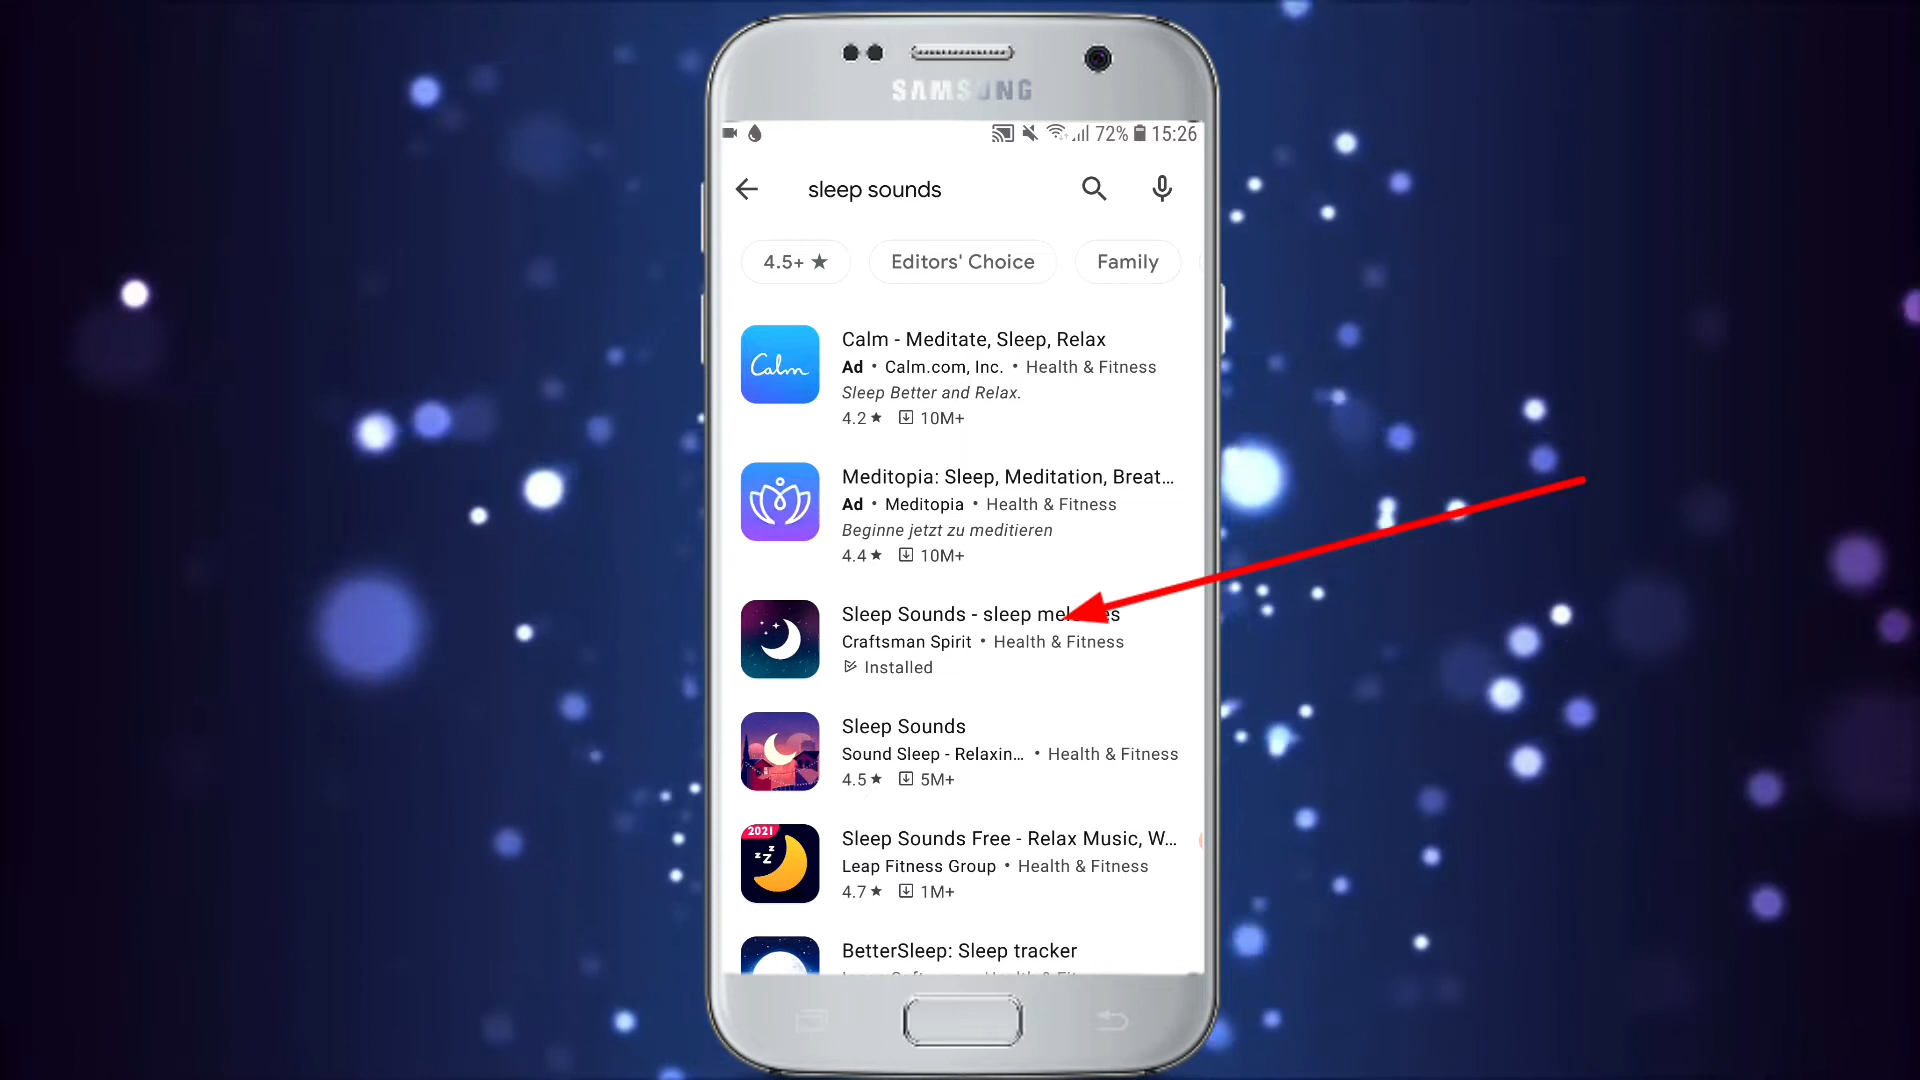 SAMSUNG
72% 15:26
sleep sounds
4.5+ ★ Editors' Choice Family
Calm
Calm - Meditate, Sleep, Relax
Ad • Calm.com, Inc. • Health & Fitness
Sleep Better and Relax.
4.2 ★ 10M+
Meditopia: Sleep, Meditation, Breat...
Ad • Meditopia • Health & Fitness
Beginne jetzt zu meditieren
4.4 ★ 10M+
Sleep Sounds - sleep
Craftsman Spirit • Health & Fitness
Installed
Sleep Sounds
Sound Sleep - Relaxin... • Health & Fitness
4.5 ★ 5M+
2021
zZz
Sleep Sounds Free - Relax Music, W...
Leap Fitness Group • Health & Fitness
4.7 ★ 1M+
BetterSleep: Sleep tracker